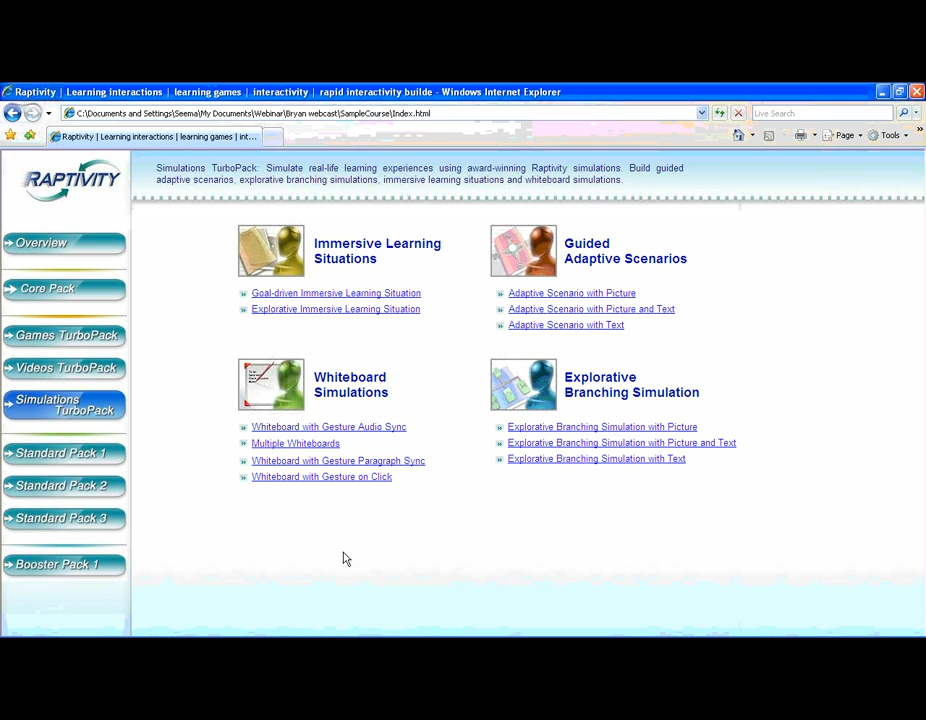 Raptivity | Learning interactions | learning games | interactivity | rapid interactivity builde - Windows Internet Explorer
C:\Documents and Settings\Seema\My Documents\Webinar\Bryan webcast\SampleCourse\Index.html
Live Search
Raptivity | Learning interactions | learning games | int...
Page
Tools
RAPTIVITY
Simulations TurboPack: Simulate real-life learning experiences using award-winning Raptivity simulations. Build guided
adaptive scenarios, explorative branching simulations, immersive learning situations and whiteboard simulations.
Overview
Core Pack
Games TurboPack
Videos TurboPack
Simulations
TurboPack
Standard Pack 1
Standard Pack 2
Standard Pack 3
Booster Pack 1
Immersive Learning
Situations
Goal-driven Immersive Learning Situation
Explorative Immersive Learning Situation
Guided
Adaptive Scenarios
Adaptive Scenario with Picture
Adaptive Scenario with Picture and Text
Adaptive Scenario with Text
Whiteboard
Simulations
Whiteboard with Gesture Audio Sync
Multiple Whiteboards
Whiteboard with Gesture Paragraph Sync
Whiteboard with Gesture on Click
Explorative
Branching Simulation
Explorative Branching Simulation with Picture
Explorative Branching Simulation with Picture and Text
Explorative Branching Simulation with Text